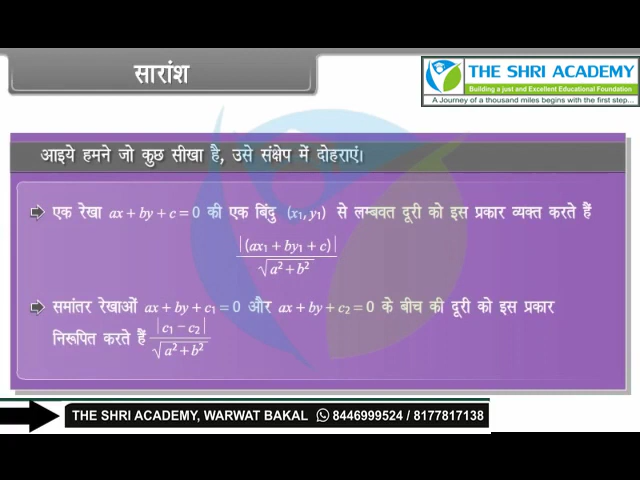 सारांश
THE SHRI ACADEMY
Building a just and Excellent Educational Foundation
A Journey of a thousand miles begins with the first step...
आइये हमने जो कुछ सीखा है, उसे संक्षेप में दोहराएं।
एक रेखा ax + by + c = 0 की एक बिंदु (x₁, y₁) से लम्बवत दूरी को इस प्रकार व्यक्त करते हैं
|(ax₁ + by₁ + c)|
√a² + b²
समांतर रेखाओं ax + by + c₁ = 0 और ax + by + c₂ = 0 के बीच की दूरी को इस प्रकार
निरूपित करते हैं |c₁ − c₂| / √a² + b²
THE SHRI ACADEMY, WARWAT BAKAL 8446999524 / 8177817138